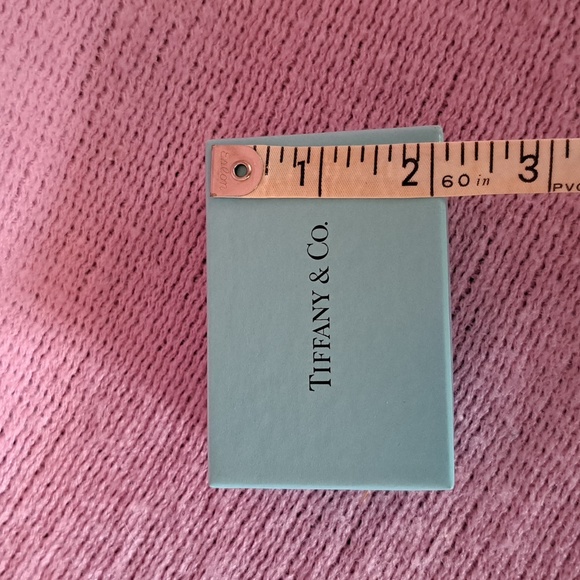 1 2 60 in 3
PVC
TIFFANY & CO.